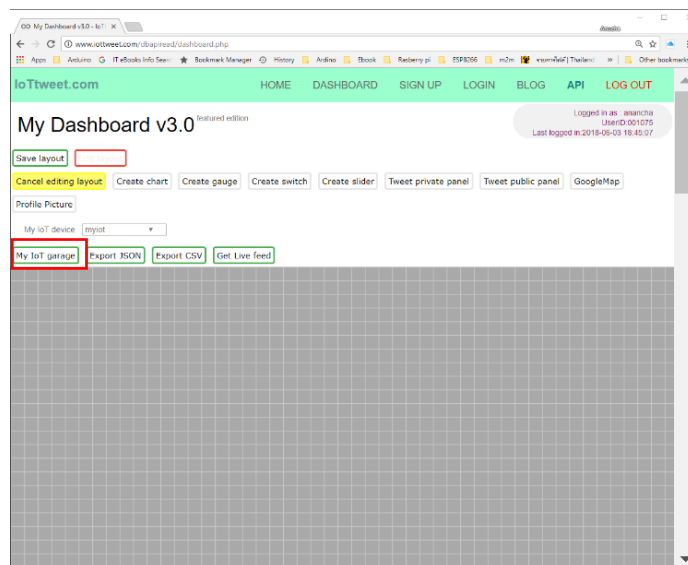 My Dashboard v3.0 - IoT
www.iottweet.com/dbapiread/dashboard.php
Apps Arduino IT eBooks Info Sear Bookmark Manager History Ardino Ebook Rasberry pi ESP8266 m2m Other bookmarks
IoTtweet.com HOME DASHBOARD SIGN UP LOGIN BLOG API LOG OUT
My Dashboard v3.0 featured edition
Logged in as : anancha
UserID:001075
Last logged in:2018-06-03 18:45:07
Save layout
Cancel editing layout Create chart Create gauge Create switch Create slider Tweet private panel Tweet public panel GoogleMap
Profile Picture
My IoT device myiot
My IoT garage Export JSON Export CSV Get Live feed